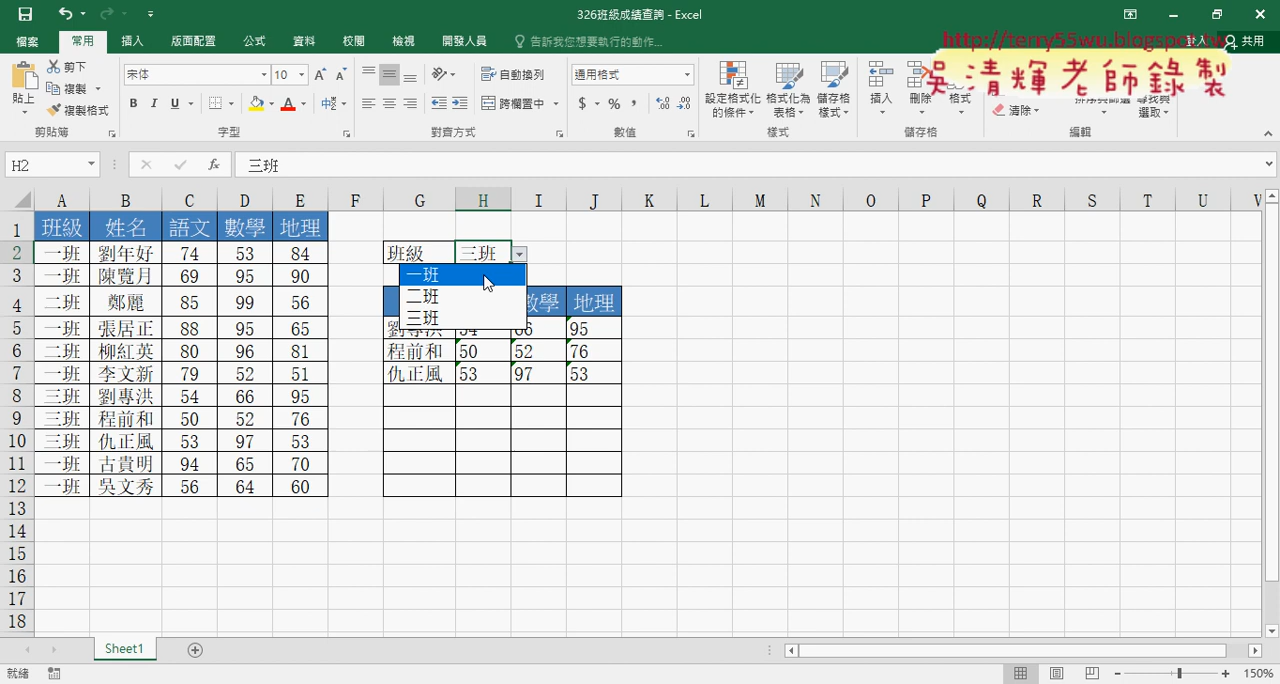 326班級成績查詢 - Excel
檔案 常用 插入 版面配置 公式 資料 校閱 檢視 開發人員 告訴我您想要執行的動作... 登入 共用
http://terry55wu.blogspot.tw
吳清輝老師錄製
剪下
複製
貼上 複製格式
宋体 10
B I U
自動換列
跨欄置中
通用格式
$ % ,
設定格式化的條件 格式化為表格 儲存格樣式
插入 刪除 格式
清除
排序與篩選 尋找與選取
剪貼簿 字型 對齊方式 數值 樣式 儲存格 編輯
H2 fx 三班
A B C D E F G H I J K L M N O P Q R S T U V
1 班級 姓名 語文 數學 地理
2 一班 劉年好 74 53 84 班級 三班
3 一班 陳覽月 69 95 90 一班
4 二班 鄭麗 85 99 56 二班 數學 地理
三班
5 一班 張居正 88 95 65 劉專洪 54 66 95
6 二班 柳紅英 80 96 81 程前和 50 52 76
7 一班 李文新 79 52 51 仇正風 53 97 53
8 三班 劉專洪 54 66 95
9 三班 程前和 50 52 76
10 三班 仇正風 53 97 53
11 一班 古貴明 94 65 70
12 一班 吳文秀 56 64 60
13
14
15
16
17
18
Sheet1
就緒 150%